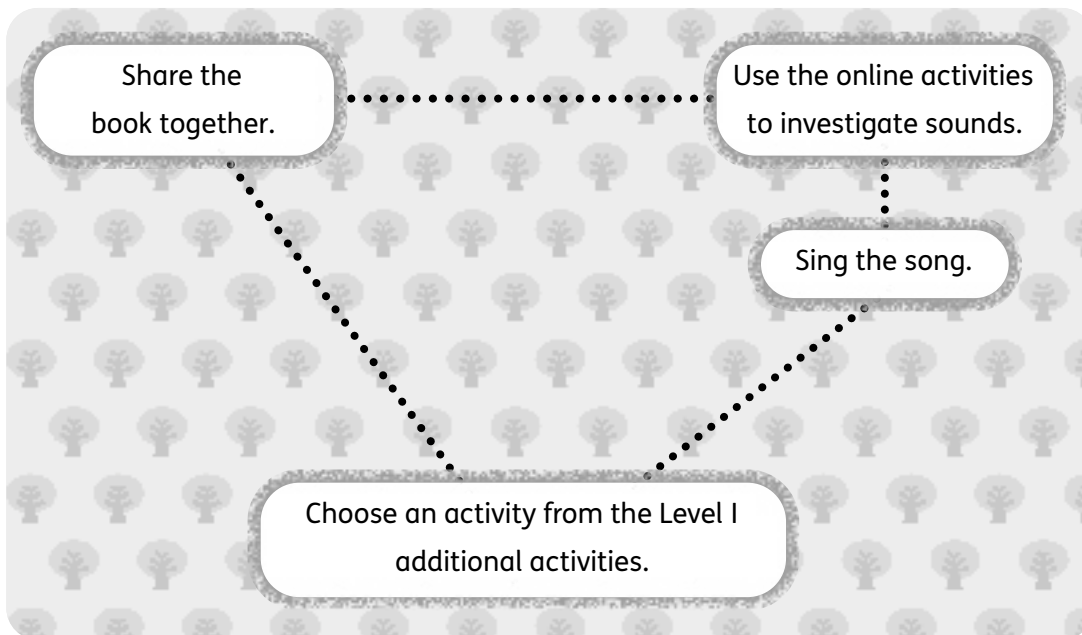 Share the
book together.
Use the online activities
to investigate sounds.
Sing the song.
Choose an activity from the Level I
additional activities.